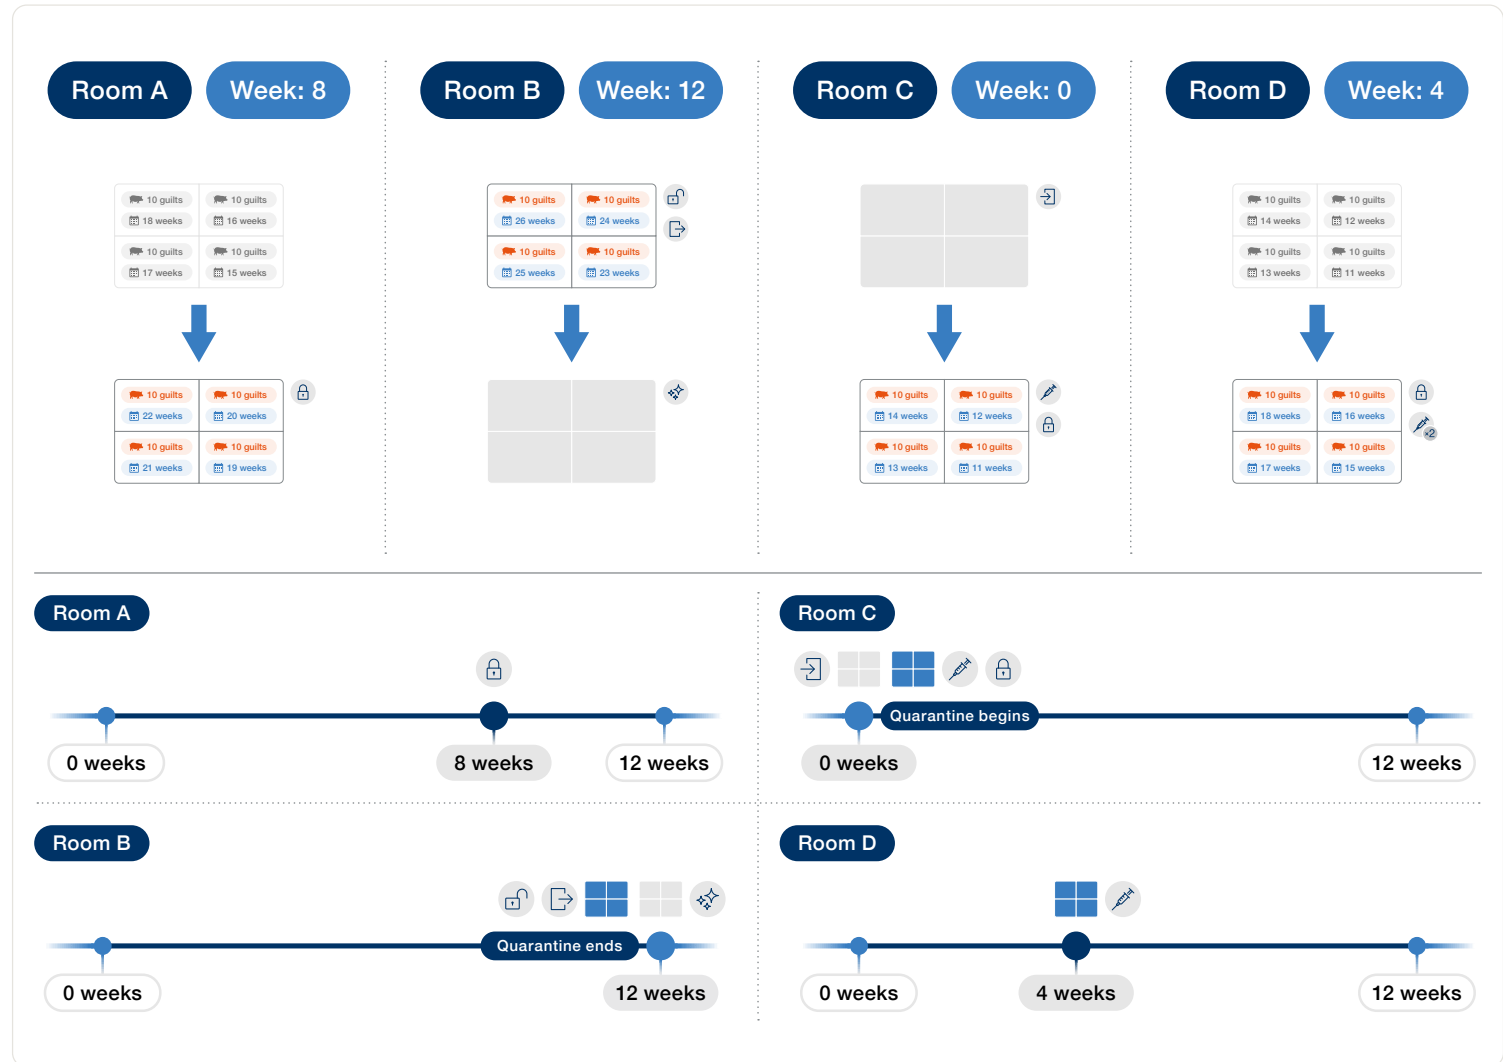 Room A Week: 8
10 guilts 10 guilts
18 weeks 16 weeks
10 guilts 10 guilts
17 weeks 15 weeks
10 guilts 10 guilts
22 weeks 20 weeks
10 guilts 10 guilts
21 weeks 19 weeks
Room B Week: 12
10 guilts 10 guilts
26 weeks 24 weeks
10 guilts 10 guilts
25 weeks 23 weeks
Room C Week: 0
10 guilts 10 guilts
14 weeks 12 weeks
10 guilts 10 guilts
13 weeks 11 weeks
Room D Week: 4
10 guilts 10 guilts
14 weeks 12 weeks
10 guilts 10 guilts
13 weeks 11 weeks
10 guilts 10 guilts
18 weeks 16 weeks
×2
10 guilts 10 guilts
17 weeks 15 weeks
Room A
0 weeks 8 weeks 12 weeks
Room C
Quarantine begins
0 weeks 12 weeks
Room B
Quarantine ends
0 weeks 12 weeks
Room D
0 weeks 4 weeks 12 weeks